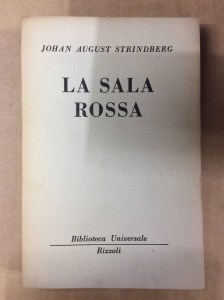 JOHAN AUGUST STRINDBERG
LA SALA
ROSSA
Biblioteca Universale
Rizzoli